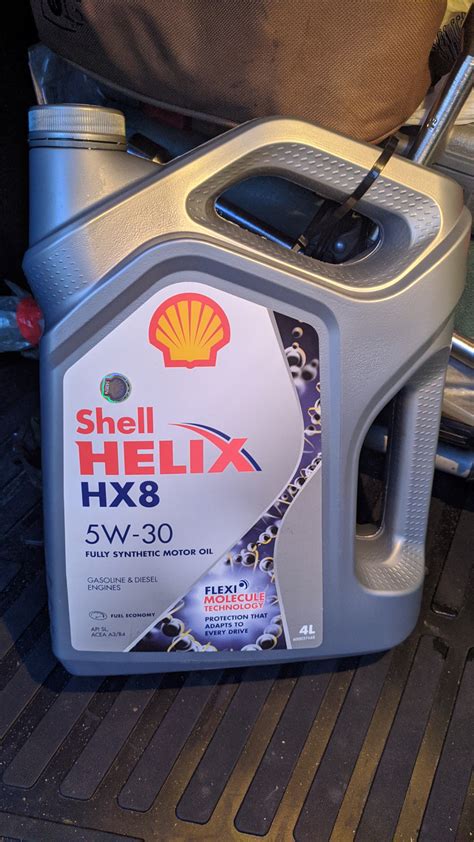 Shell
HELIX
HX8
5W-30
FULLY SYNTHETIC MOTOR OIL
GASOLINE & DIESEL
ENGINES
FUEL ECONOMY
API SL,
ACEA A3/B4
FLEXI
MOLECULE
TECHNOLOGY
PROTECTION THAT
ADAPTS TO
EVERY DRIVE
4L